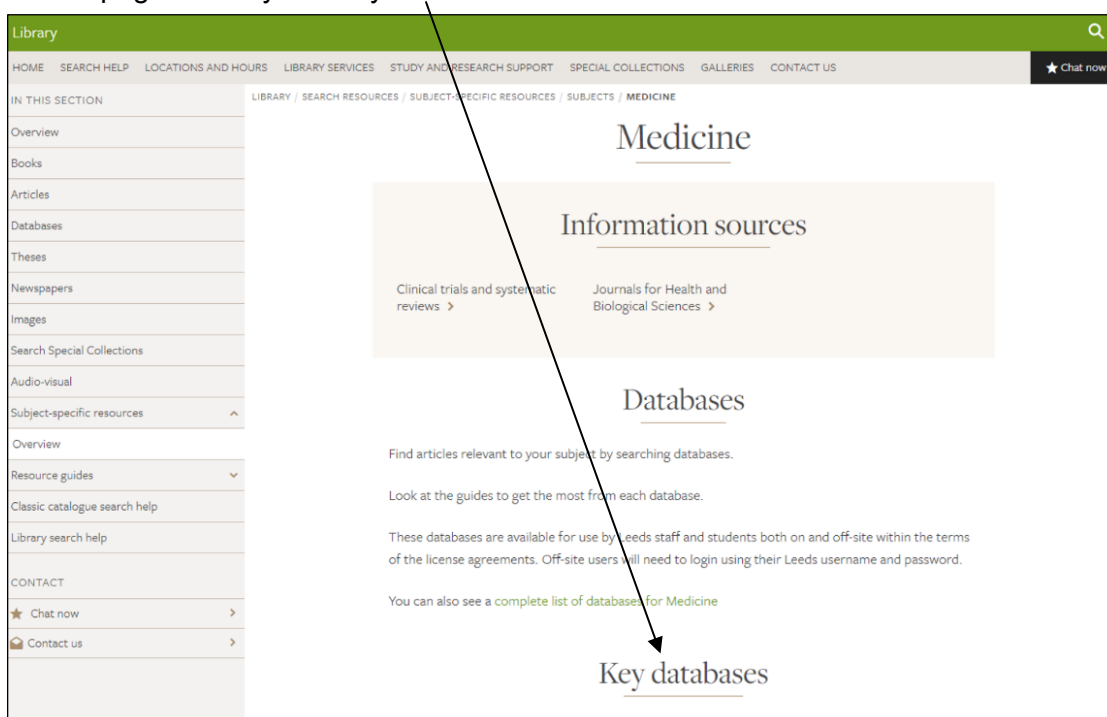 Library
HOME SEARCH HELP LOCATIONS AND HOURS LIBRARY SERVICES STUDY AND RESEARCH SUPPORT SPECIAL COLLECTIONS GALLERIES CONTACT US
Chat now
IN THIS SECTION
Overview
Books
Articles
Databases
Theses
Newspapers
Images
Search Special Collections
Audio-visual
Subject-specific resources
Overview
Resource guides
Classic catalogue search help
Library search help
CONTACT
Chat now
Contact us
LIBRARY / SEARCH RESOURCES / SUBJECT-SPECIFIC RESOURCES / SUBJECTS / MEDICINE
Medicine
Information sources
Clinical trials and systematic
reviews >
Journals for Health and
Biological Sciences >
Databases
Find articles relevant to your subject by searching databases.
Look at the guides to get the most from each database.
These databases are available for use by Leeds staff and students both on and off-site within the terms
of the license agreements. Off-site users will need to login using their Leeds username and password.
You can also see a complete list of databases for Medicine
Key databases